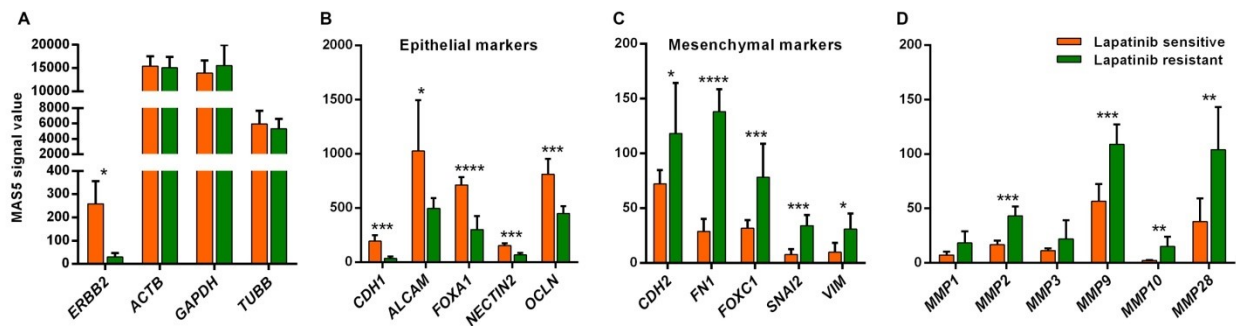 A
MAS5 signal value
20000
15000
10000
8000
6000
4000
2000
0
400
300
200
100
0
*
ERBB2
ACTB
GAPDH
TUBB
B
Epithelial markers
2000
1500
1000
500
0
***
*
****
***
***
CDH1
ALCAM
FOXA1
NECTIN2
OCLN
C
Mesenchymal markers
200
150
100
50
0
*
****
***
***
*
CDH2
FN1
FOXC1
SNAI2
VIM
D
Lapatinib sensitive
Lapatinib resistant
200
150
100
50
0
***
***
**
**
MMP1
MMP2
MMP3
MMP9
MMP10
MMP28